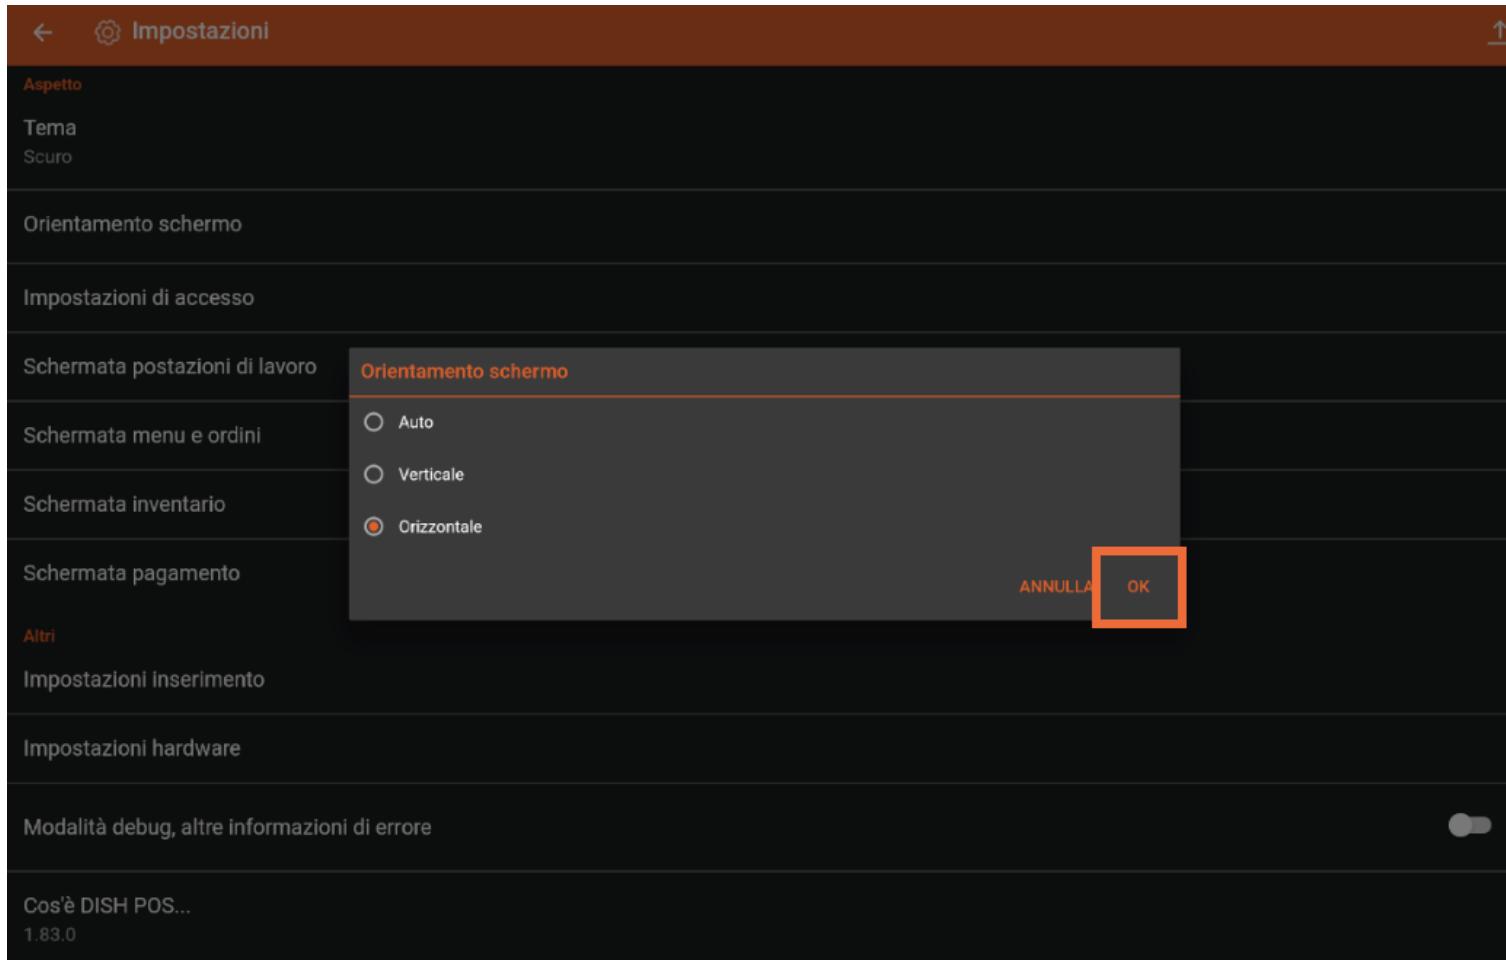 Impostazioni
Aspetto
Tema
Scuro
Orientamento schermo
Impostazioni di accesso
Schermata postazioni di lavoro
Schermata menu e ordini
Schermata inventario
Schermata pagamento
Orientamento schermo
Auto
Verticale
Orizzontale
ANNULLA OK
Altri
Impostazioni inserimento
Impostazioni hardware
Modalità debug, altre informazioni di errore
Cos'è DISH POS...
1.83.0